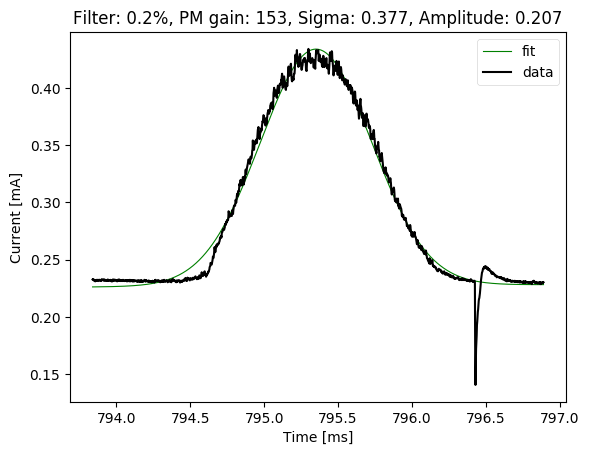 Filter: 0.2%, PM gain: 153, Sigma: 0.377, Amplitude: 0.207
fit
data
0.40
0.35
0.30
0.25
0.20
0.15
Current [mA]
794.0 794.5 795.0 795.5 796.0 796.5 797.0
Time [ms]